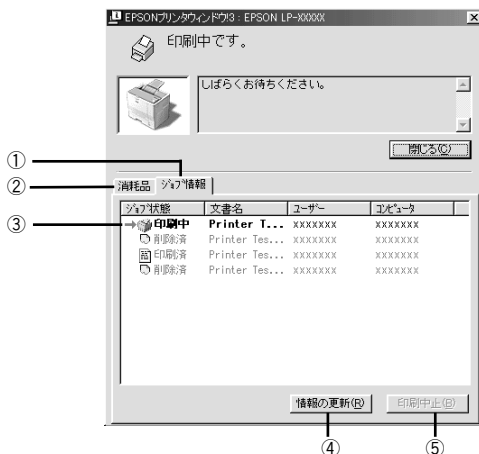 EPSONプリンタウィンドウ!3 : EPSON LP-XXXXX
印刷中です。
しばらくお待ちください。
閉じる(C)
①
②
消耗品 ジョブ情報
ジョブ状態 文書名 ユーザー コンピュータ
③
印刷中 Printer T... XXXXXXX XXXXXXX
削除済 Printer Tes... XXXXXXX XXXXXXX
印刷済 Printer Tes... XXXXXXX XXXXXXX
削除済 Printer Tes... XXXXXXX XXXXXXX
情報の更新(R) 印刷中止(B)
④ ⑤